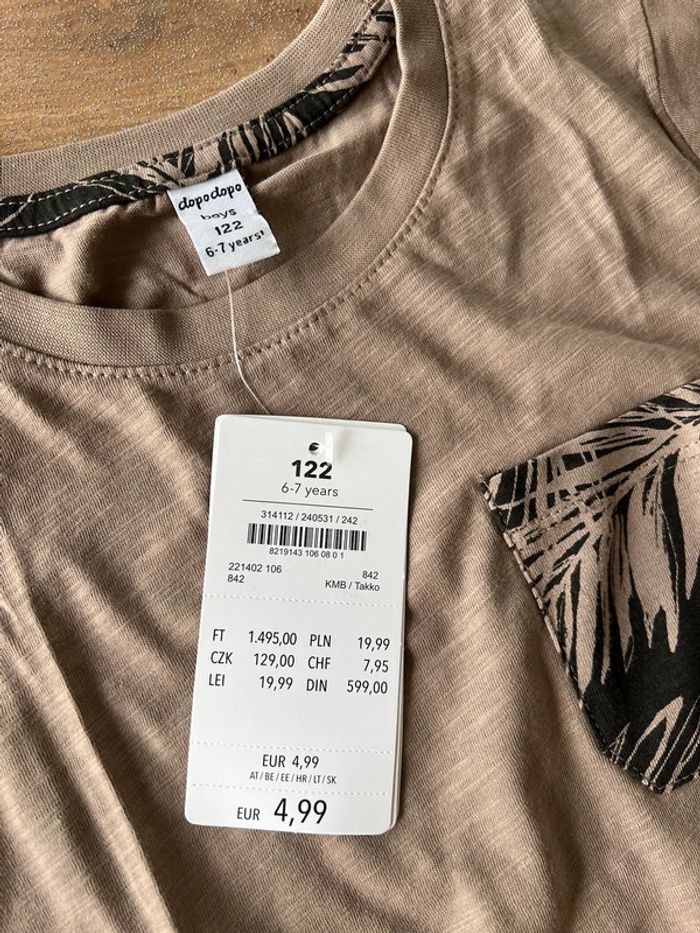 dopodopo
boys
122
6-7 years
122
6-7 years
314112 / 240531 / 242
8219143 106 08 0 1
221402 106 842
842 KMB / Takko
FT 1.495,00 PLN 19,99
CZK 129,00 CHF 7,95
LEI 19,99 DIN 599,00
EUR 4,99
AT/BE/EE/HR/LT/SK
EUR 4,99